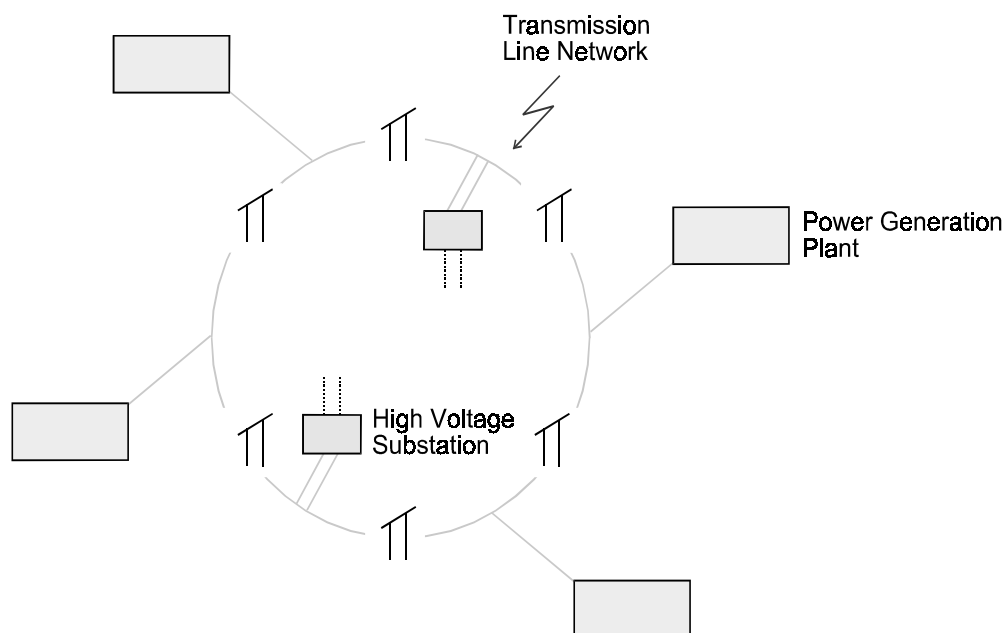 Transmission
Line Network
Power Generation
Plant
High Voltage
Substation